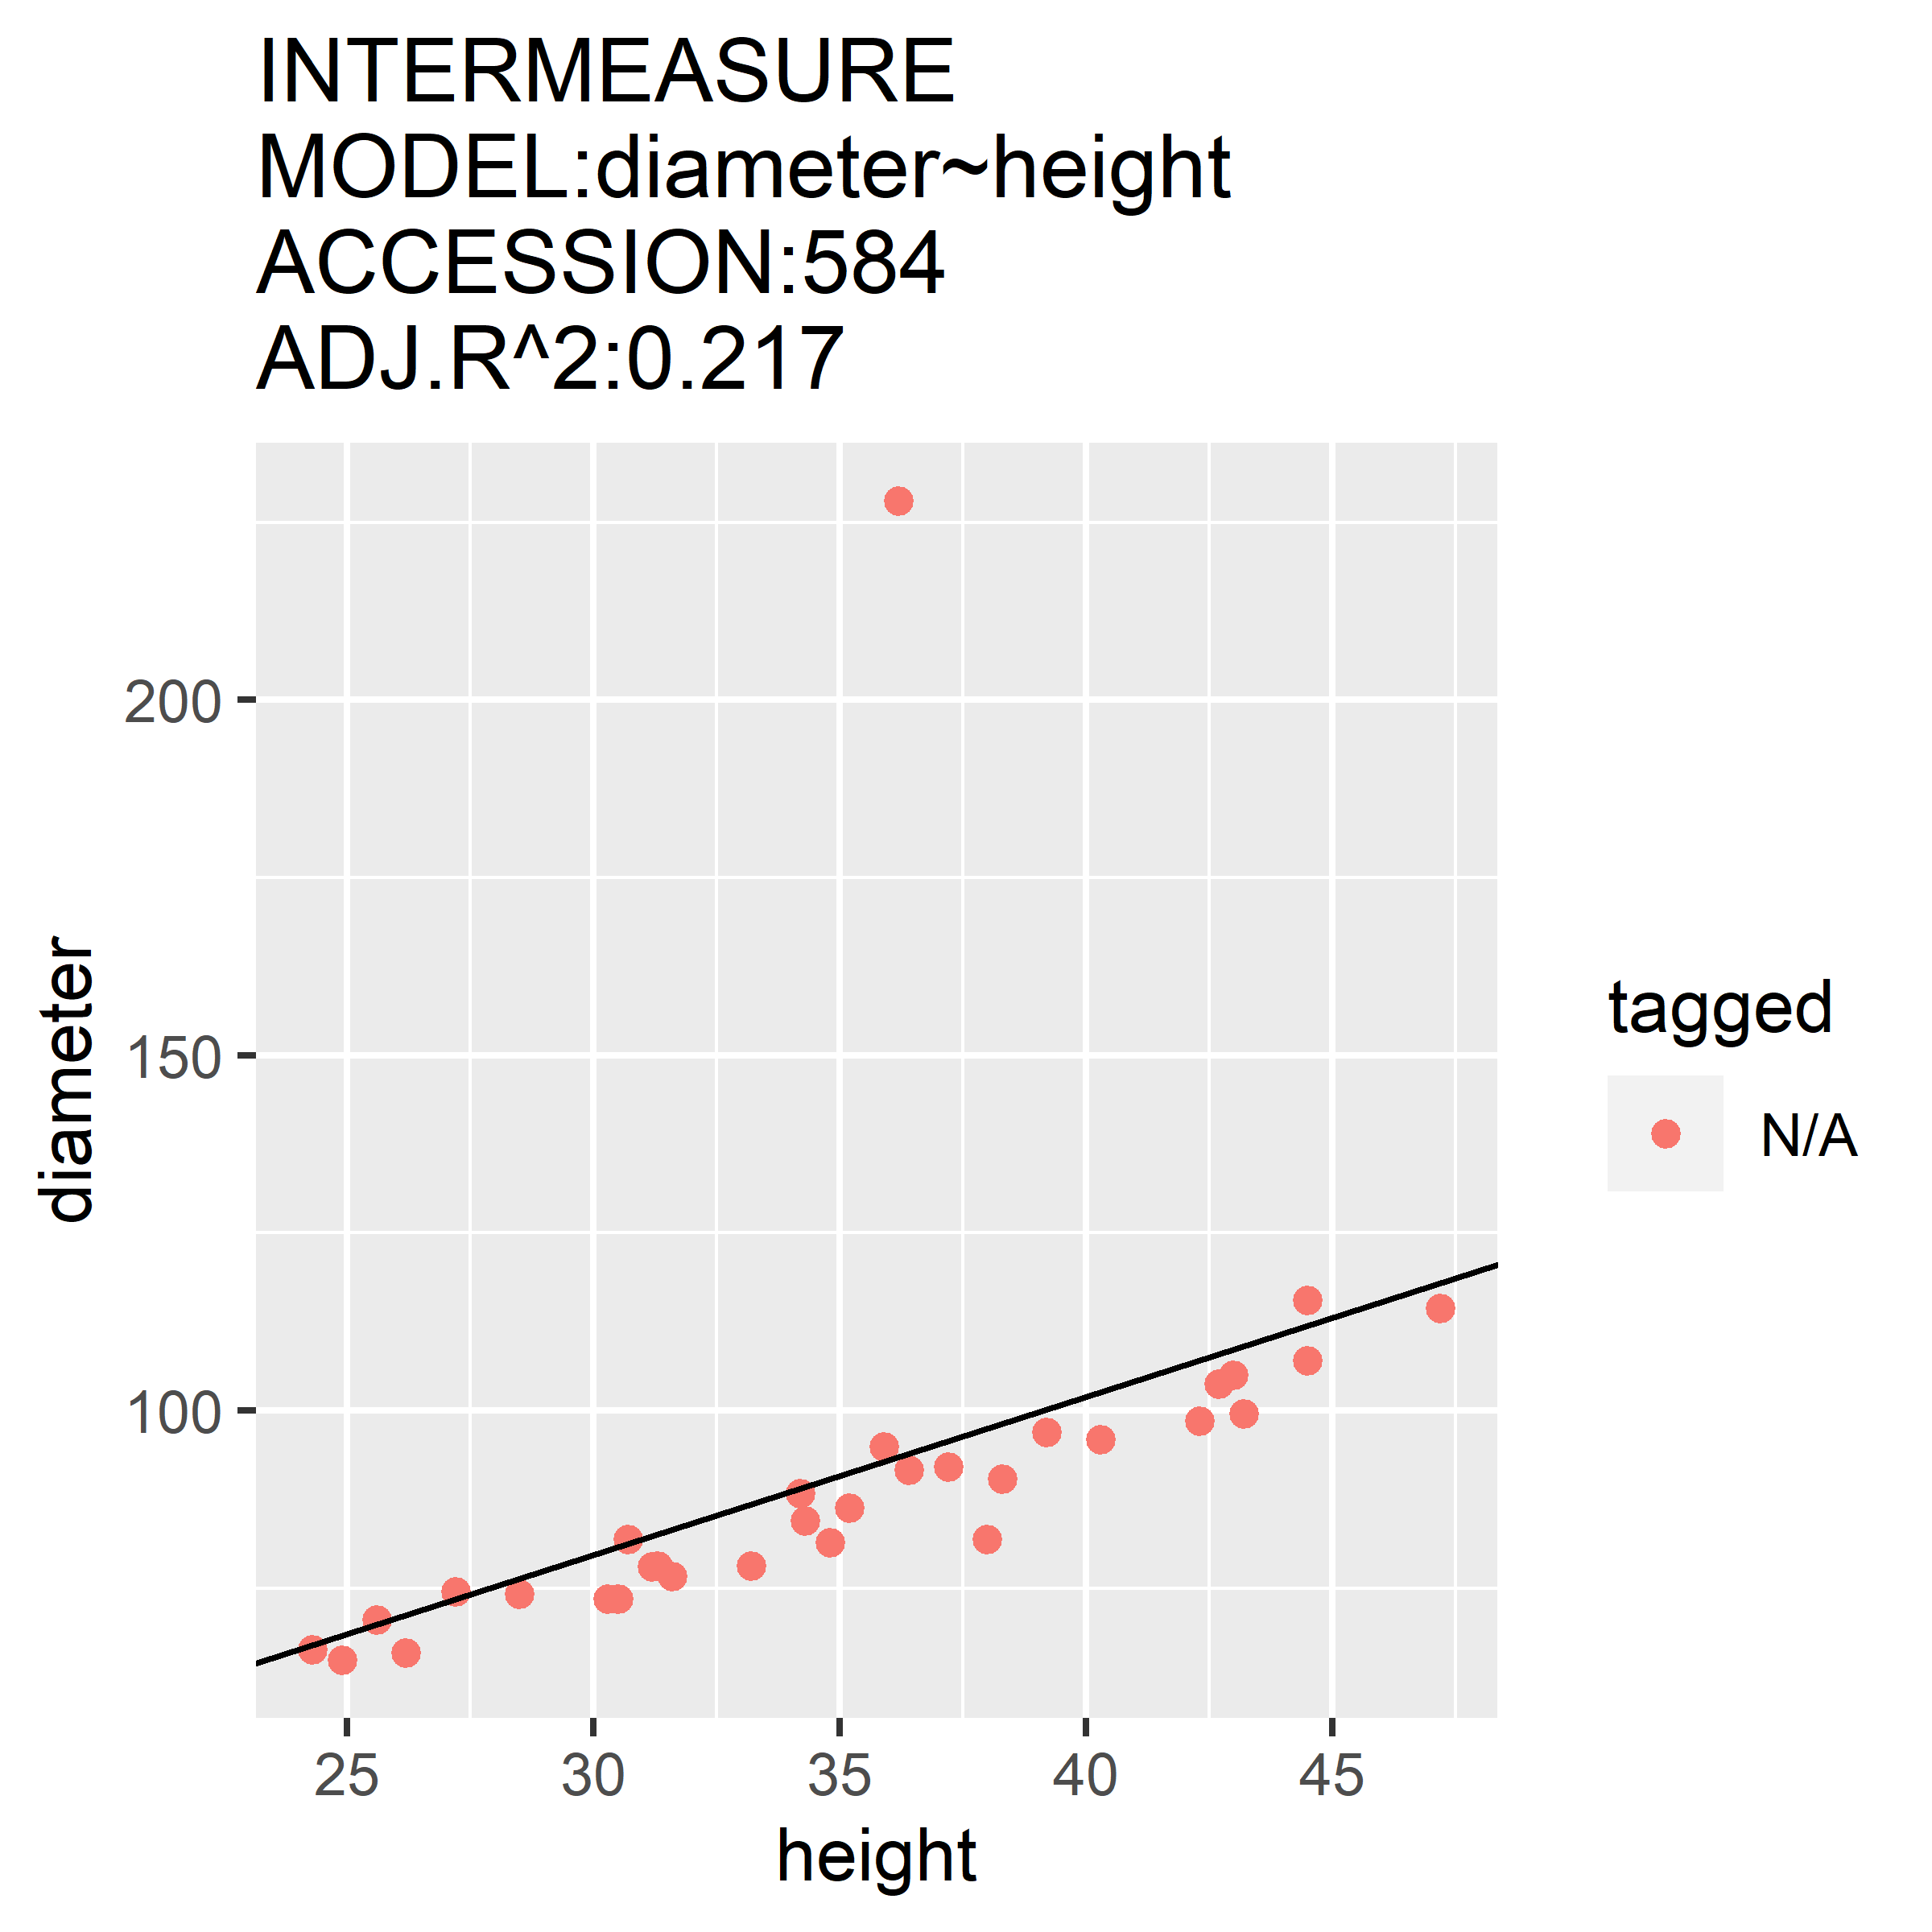 INTERMEASURE
MODEL:diameter~height
ACCESSION:584
ADJ.R^2:0.217
200
150
100
diameter
25 30 35 40 45
height
tagged
N/A